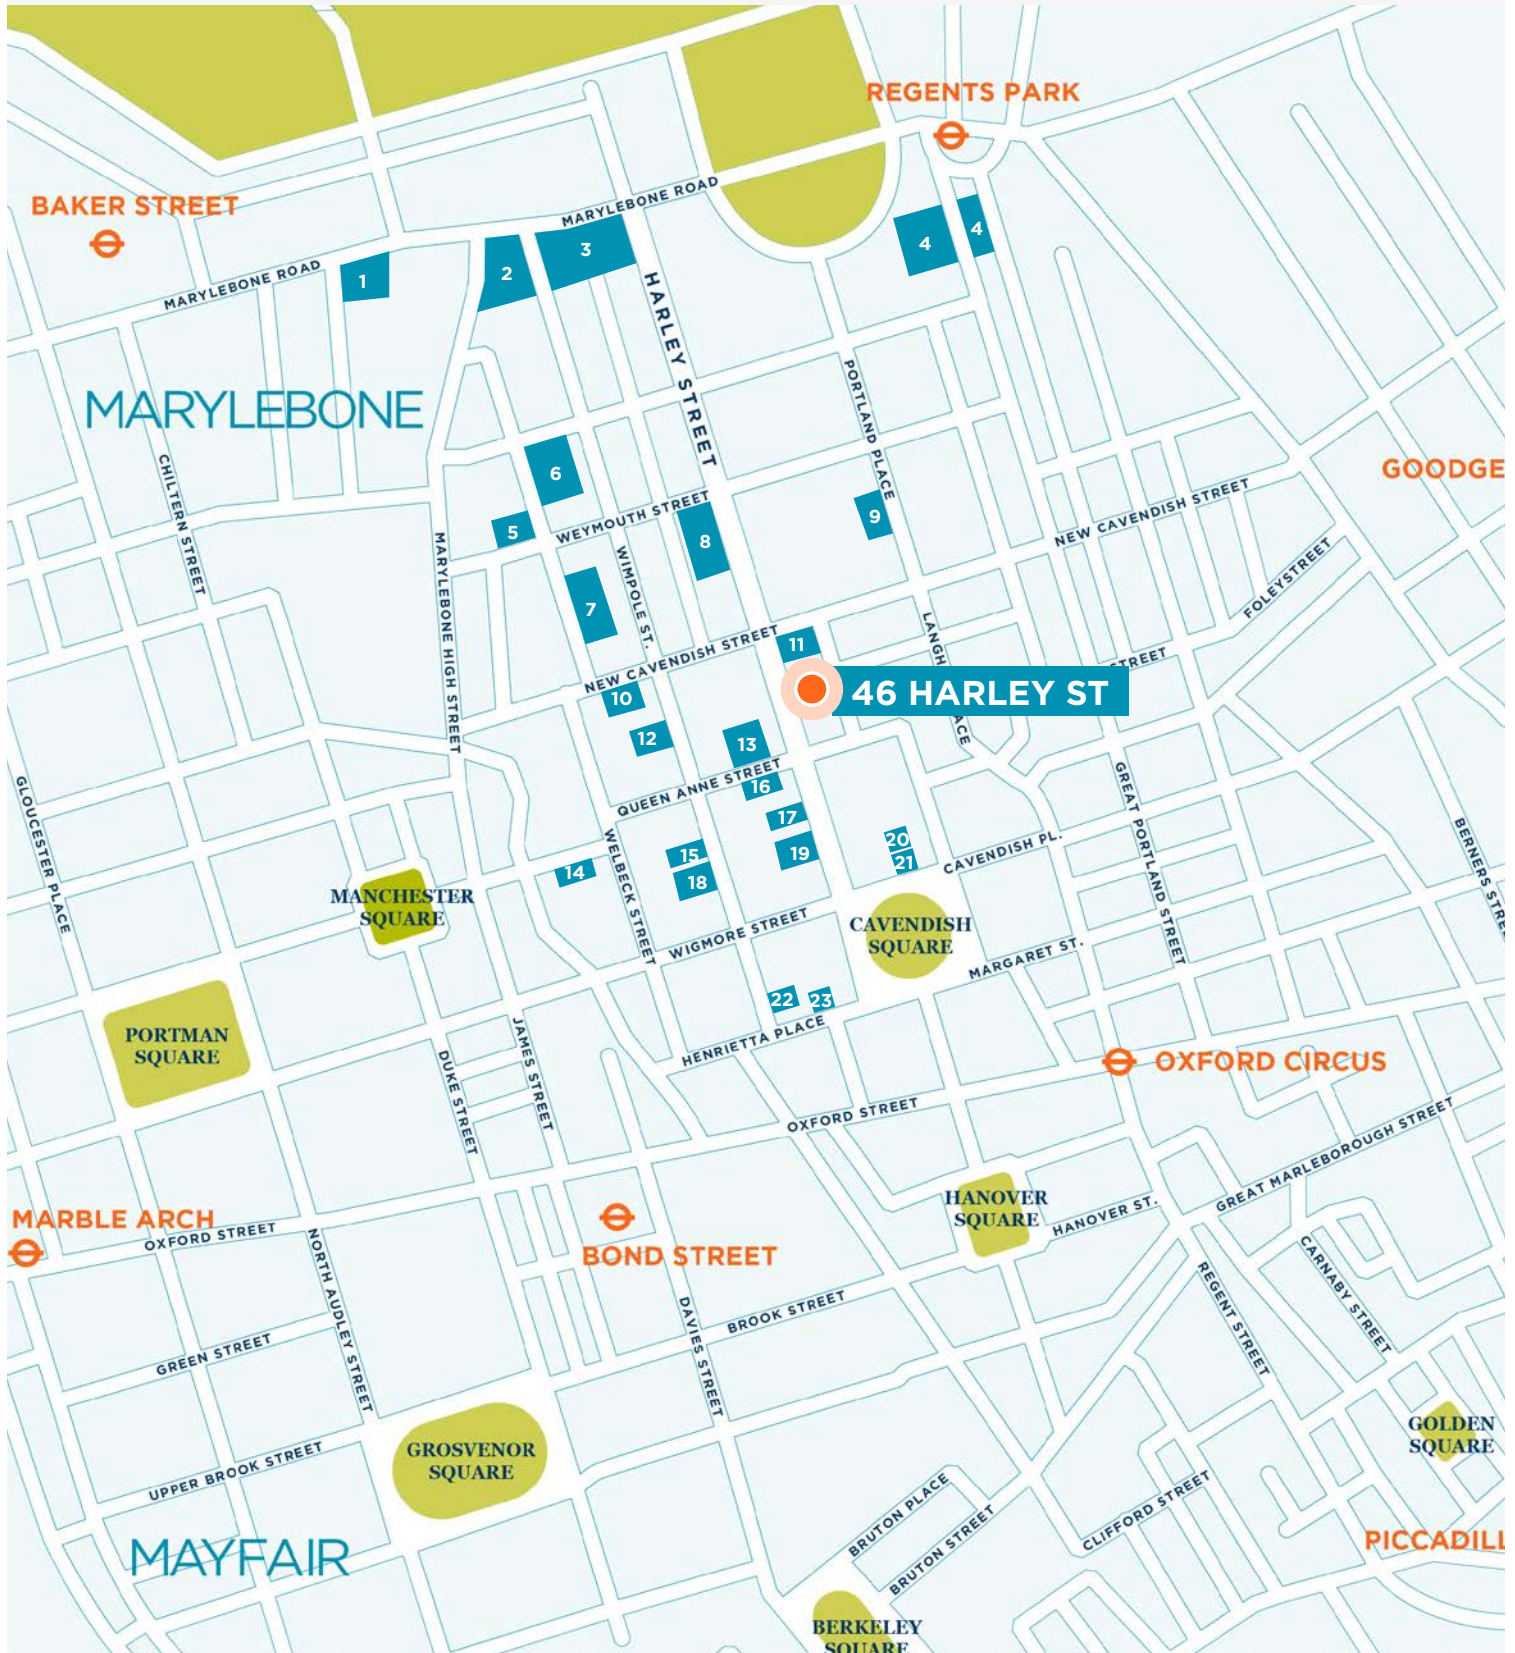 REGENTS PARK
BAKER STREET
MARYLEBONE ROAD
MARYLEBONE ROAD
1
2
3
4
4
HARLEY STREET
MARYLEBONE
PORTLAND PLACE
CHILTERN STREET
GOODGE
6
5
WEYMOUTH STREET
8
9
NEW CAVENDISH STREET
WIMPOLE ST.
7
FOLEYSTREET
MARYLEBONE HIGH STREET
NEW CAVENDISH STREET
11
STREET
46 HARLEY ST
LANGH
ACE
10
12
13
QUEEN ANNE STREET
16
17
GLOUCESTER PLACE
GREAT PORTLAND STREET
BERNERS STREE
WELBECK STREET
15
14
18
19
20
21
CAVENDISH PL.
MANCHESTER
SQUARE
CAVENDISH
SQUARE
WIGMORE STREET
MARGARET ST.
22
23
HENRIETTA PLACE
PORTMAN
SQUARE
JAMES STREET
DUKE STREET
OXFORD CIRCUS
OXFORD STREET
GREAT MARLEBOROUGH STREET
HANOVER
SQUARE
HANOVER ST.
MARBLE ARCH
OXFORD STREET
BOND STREET
NORTH AUDLEY STREET
CARNABY STREET
REGENT STREET
DAVIES STREET
BROOK STREET
GREEN STREET
GOLDEN
SQUARE
GROSVENOR
SQUARE
UPPER BROOK STREET
BRUTON PLACE
BRUTON STREET
CLIFFORD STREET
PICCADILL
MAYFAIR
BERKELEY
SQUARE